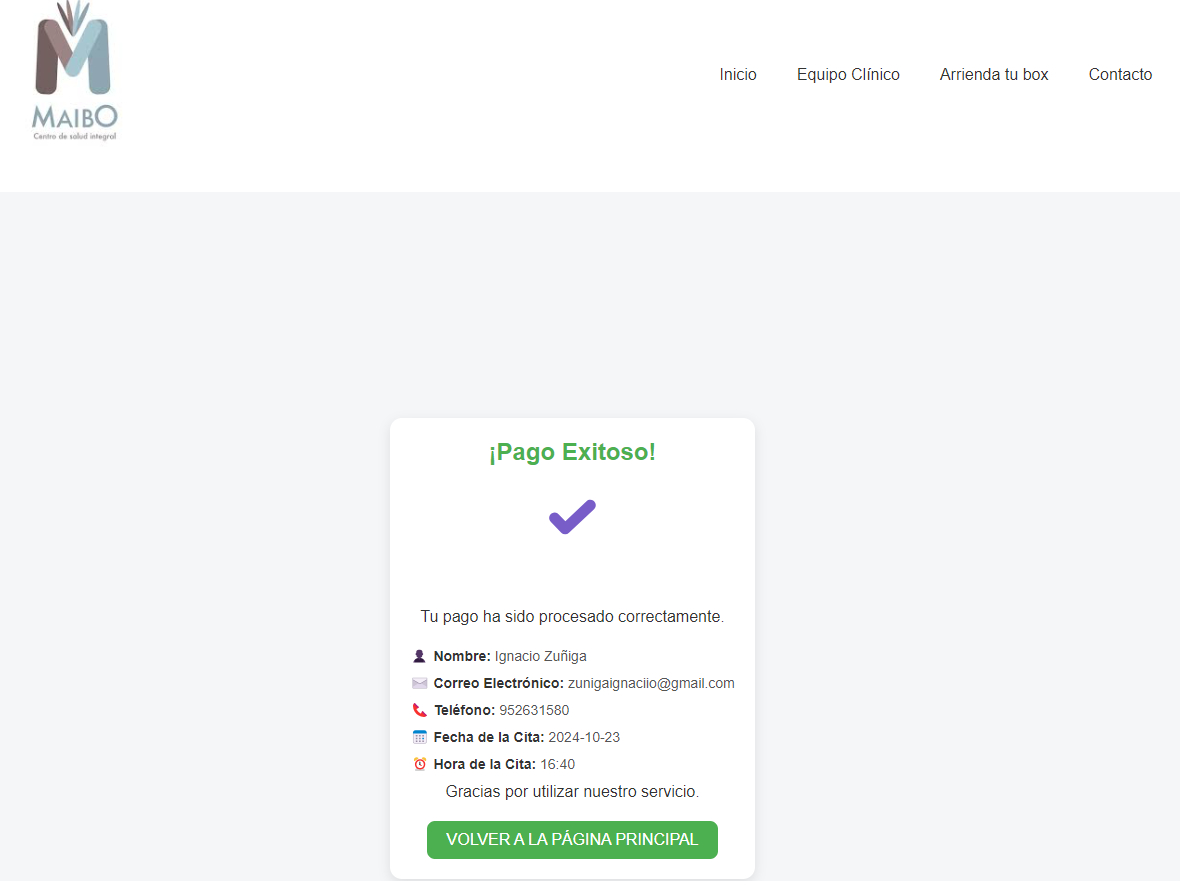 MAIBO
Centro de salud integral
Inicio Equipo Clínico Arrienda tu box Contacto
¡Pago Exitoso!
Tu pago ha sido procesado correctamente.
Nombre: Ignacio Zuñiga
Correo Electrónico: zunigaignaciio@gmail.com
Teléfono: 952631580
Fecha de la Cita: 2024-10-23
Hora de la Cita: 16:40
Gracias por utilizar nuestro servicio.
VOLVER A LA PÁGINA PRINCIPAL